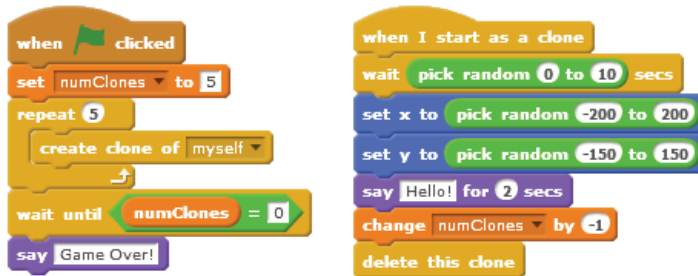 when clicked
set numClones to 5
repeat 5
create clone of myself
wait until numClones = 0
say Game Over!
when I start as a clone
wait pick random 0 to 10 secs
set x to pick random -200 to 200
set y to pick random -150 to 150
say Hello! for 2 secs
change numClones by -1
delete this clone